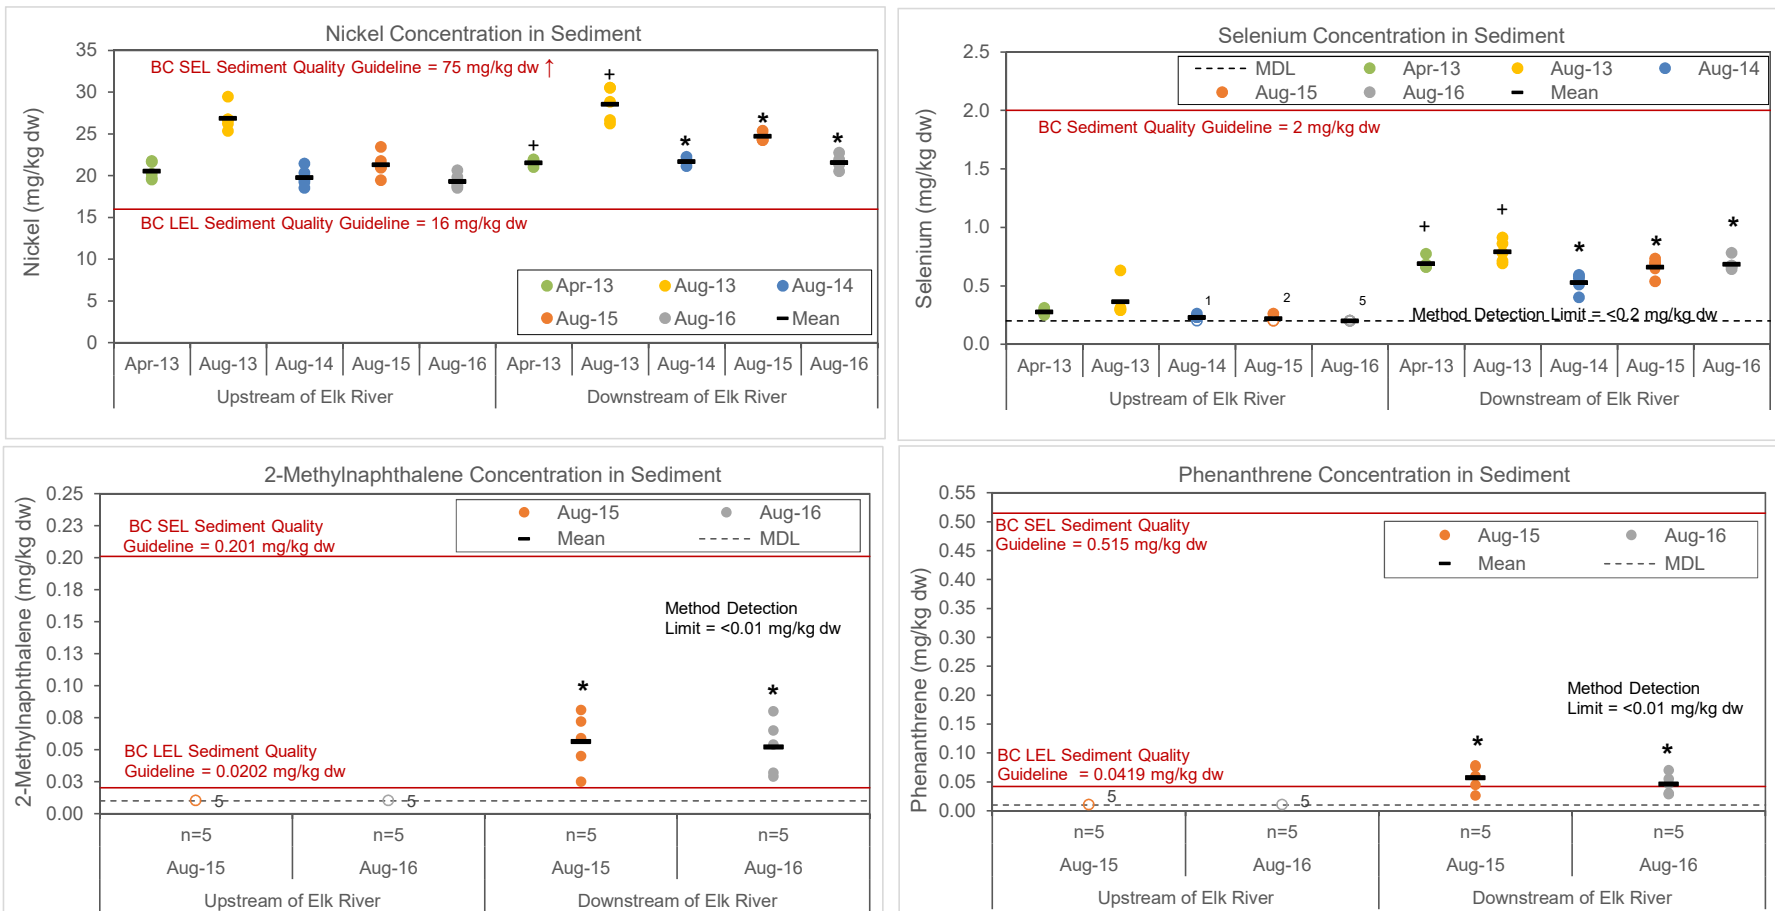 Nickel Concentration in Sediment
35
30
25
20
15
10
5
0
Nickel (mg/kg dw)
BC SEL Sediment Quality Guideline = 75 mg/kg dw ↑
BC LEL Sediment Quality Guideline = 16 mg/kg dw
+
+
*
*
*
Apr-13 Aug-13 Aug-14
Aug-15 Aug-16 Mean
Apr-13 Aug-13 Aug-14 Aug-15 Aug-16 Apr-13 Aug-13 Aug-14 Aug-15 Aug-16
Upstream of Elk River Downstream of Elk River
Selenium Concentration in Sediment
2.5
2.0
1.5
1.0
0.5
0.0
Selenium (mg/kg dw)
MDL Apr-13 Aug-13 Aug-14
Aug-15 Aug-16 Mean
BC Sediment Quality Guideline = 2 mg/kg dw
+
+
*
*
*
1
2
5
Method Detection Limit = <0.2 mg/kg dw
Apr-13 Aug-13 Aug-14 Aug-15 Aug-16 Apr-13 Aug-13 Aug-14 Aug-15 Aug-16
Upstream of Elk River Downstream of Elk River
2-Methylnaphthalene Concentration in Sediment
0.25
0.23
0.20
0.18
0.15
0.13
0.10
0.08
0.05
0.03
0.00
2-Methylnaphthalene (mg/kg dw)
Aug-15 Aug-16
Mean MDL
BC SEL Sediment Quality
Guideline = 0.201 mg/kg dw
Method Detection
Limit = <0.01 mg/kg dw
*
*
BC LEL Sediment Quality
Guideline = 0.0202 mg/kg dw
5
5
n=5 n=5 n=5 n=5
Aug-15 Aug-16 Aug-15 Aug-16
Upstream of Elk River Downstream of Elk River
Phenanthrene Concentration in Sediment
0.55
0.50
0.45
0.40
0.35
0.30
0.25
0.20
0.15
0.10
0.05
0.00
Phenanthrene (mg/kg dw)
BC SEL Sediment Quality
Guideline = 0.515 mg/kg dw
Aug-15 Aug-16
Mean MDL
Method Detection
Limit = <0.01 mg/kg dw
*
*
BC LEL Sediment Quality
Guideline = 0.0419 mg/kg dw
5
5
n=5 n=5 n=5 n=5
Aug-15 Aug-16 Aug-15 Aug-16
Upstream of Elk River Downstream of Elk River